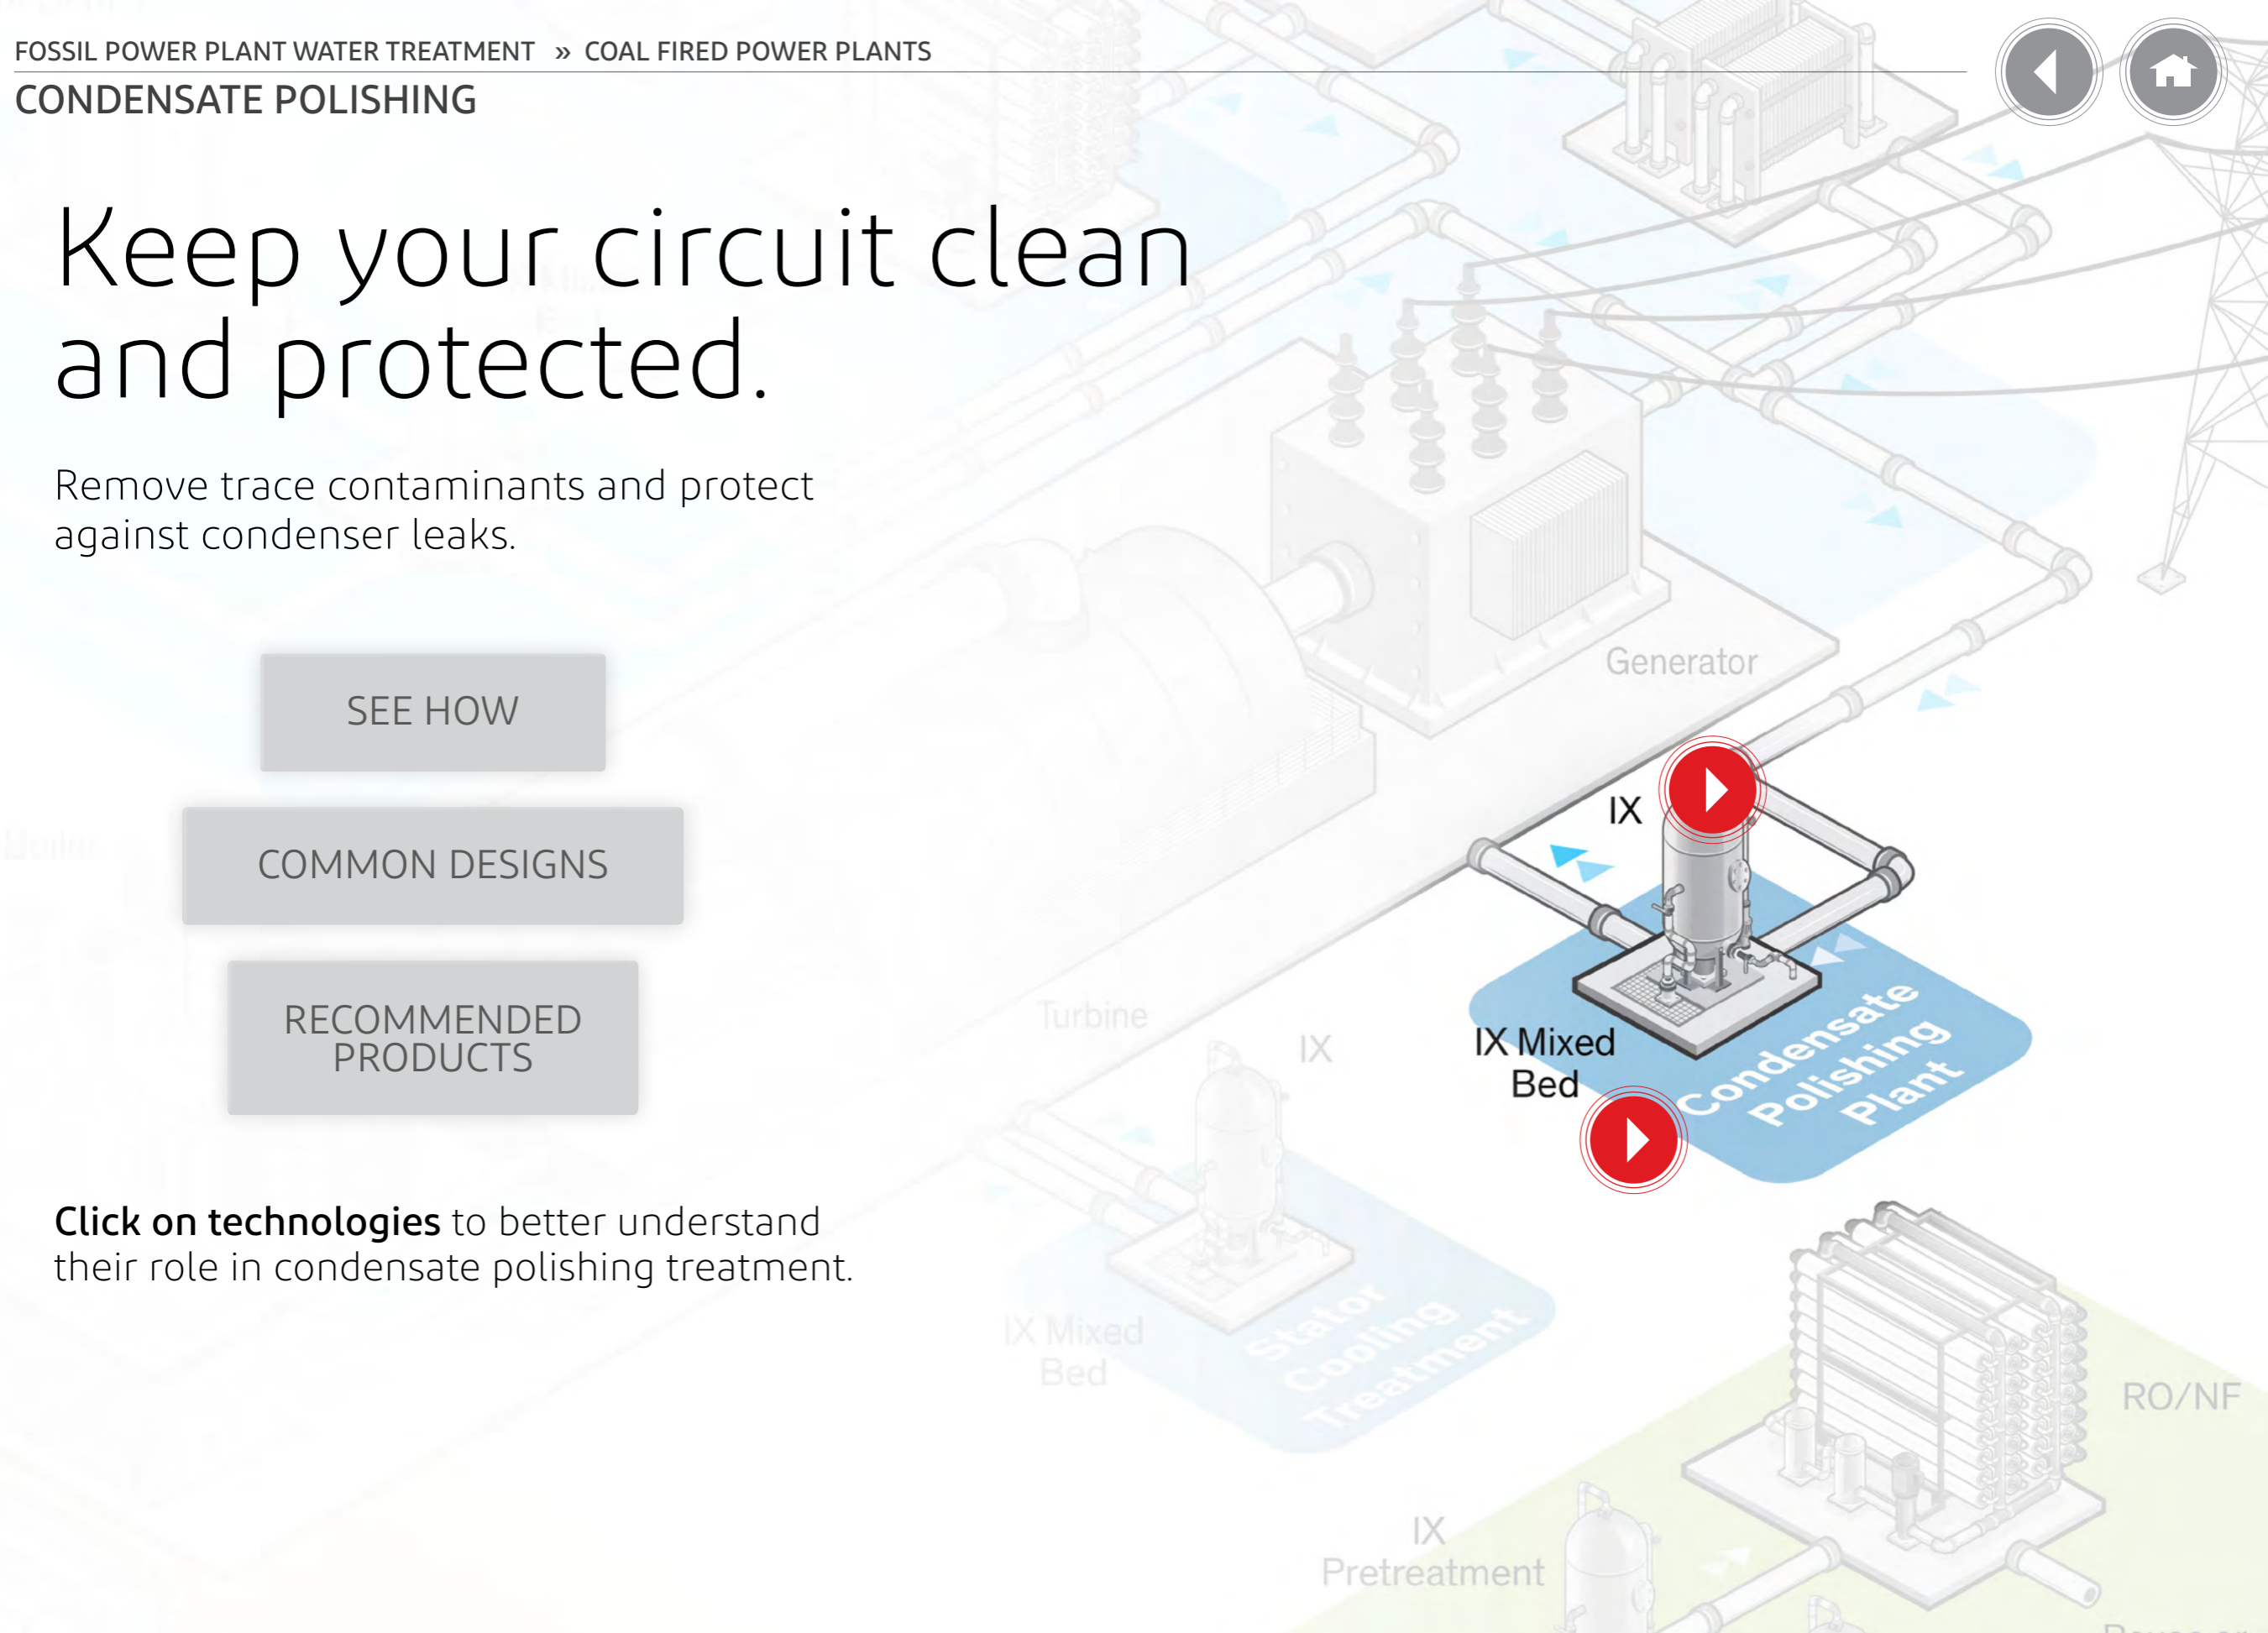 FOSSIL POWER PLANT WATER TREATMENT » COAL FIRED POWER PLANTS
CONDENSATE POLISHING
Keep your circuit clean
and protected.
Remove trace contaminants and protect
against condenser leaks.
SEE HOW
COMMON DESIGNS
RECOMMENDED
PRODUCTS
Click on technologies to better understand
their role in condensate polishing treatment.
Generator
IX
IX Mixed
Bed
Condensate
Polishing
Plant
Turbine
IX
IX Mixed
Bed
Stator
Cooling
Treatment
RO/NF
IX
Pretreatment